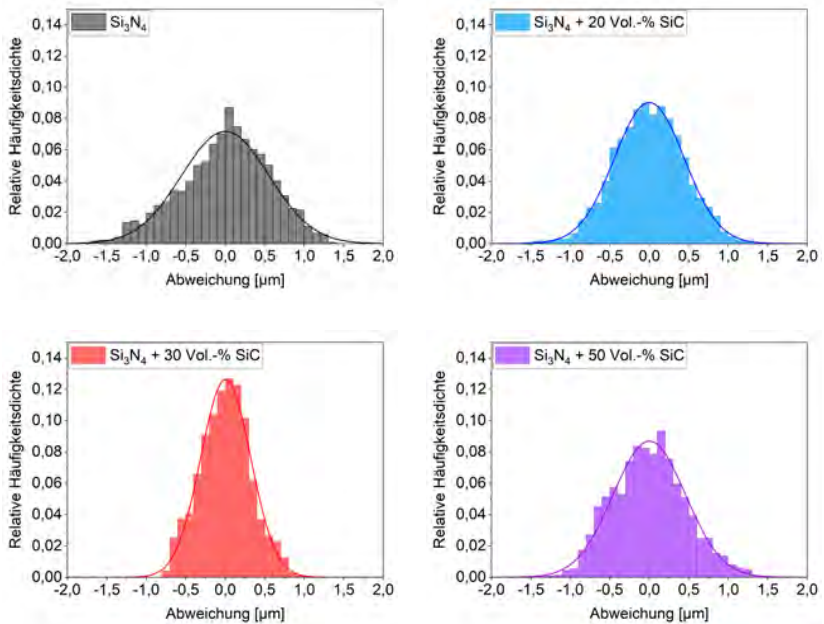 Si₃N₄
Relative Häufigkeitsdichte
0,14
0,12
0,10
0,08
0,06
0,04
0,02
0,00
-2,0 -1,5 -1,0 -0,5 0,0 0,5 1,0 1,5 2,0
Abweichung [µm]
Si₃N₄ + 20 Vol.-% SiC
Relative Häufigkeitsdichte
0,14
0,12
0,10
0,08
0,06
0,04
0,02
0,00
-2,0 -1,5 -1,0 -0,5 0,0 0,5 1,0 1,5 2,0
Abweichung [µm]
Si₃N₄ + 30 Vol.-% SiC
Relative Häufigkeitsdichte
0,14
0,12
0,10
0,08
0,06
0,04
0,02
0,00
-2,0 -1,5 -1,0 -0,5 0,0 0,5 1,0 1,5 2,0
Abweichung [µm]
Si₃N₄ + 50 Vol.-% SiC
Relative Häufigkeitsdichte
0,14
0,12
0,10
0,08
0,06
0,04
0,02
0,00
-2,0 -1,5 -1,0 -0,5 0,0 0,5 1,0 1,5 2,0
Abweichung [µm]